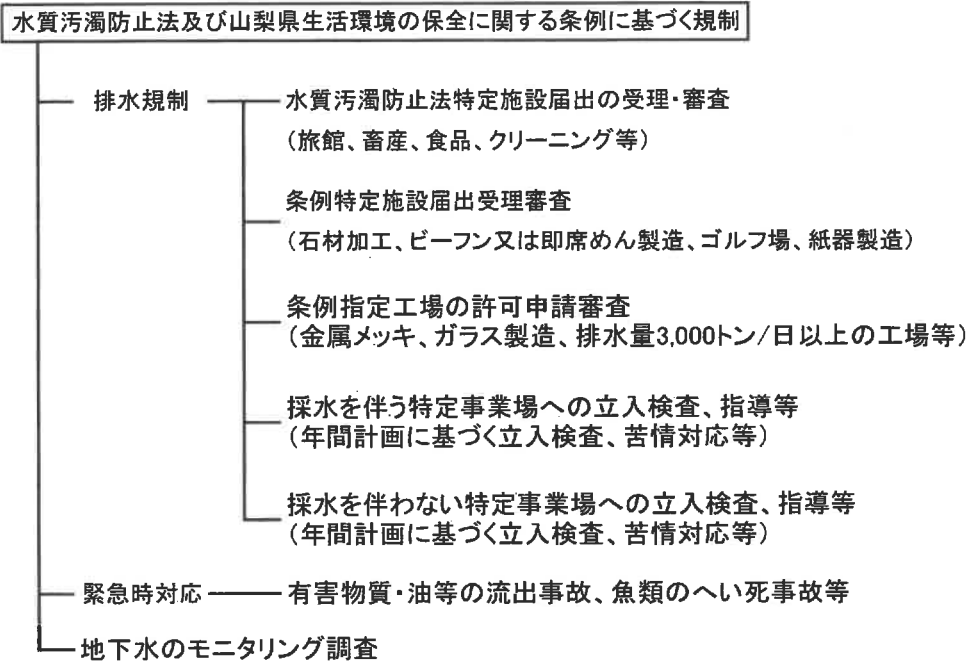 水質汚濁防止法及び山梨県生活環境の保全に関する条例に基づく規制
排水規制
水質汚濁防止法特定施設届出の受理・審査
(旅館、畜産、食品、クリーニング等)
条例特定施設届出受理審査
(石材加工、ビーフン又は即席めん製造、ゴルフ場、紙器製造)
条例指定工場の許可申請審査
(金属メッキ、ガラス製造、排水量3,000トン/日以上の工場等)
採水を伴う特定事業場への立入検査、指導等
(年間計画に基づく立入検査、苦情対応等)
採水を伴わない特定事業場への立入検査、指導等
(年間計画に基づく立入検査、苦情対応等)
緊急時対応
有害物質・油等の流出事故、魚類のへい死事故等
地下水のモニタリング調査